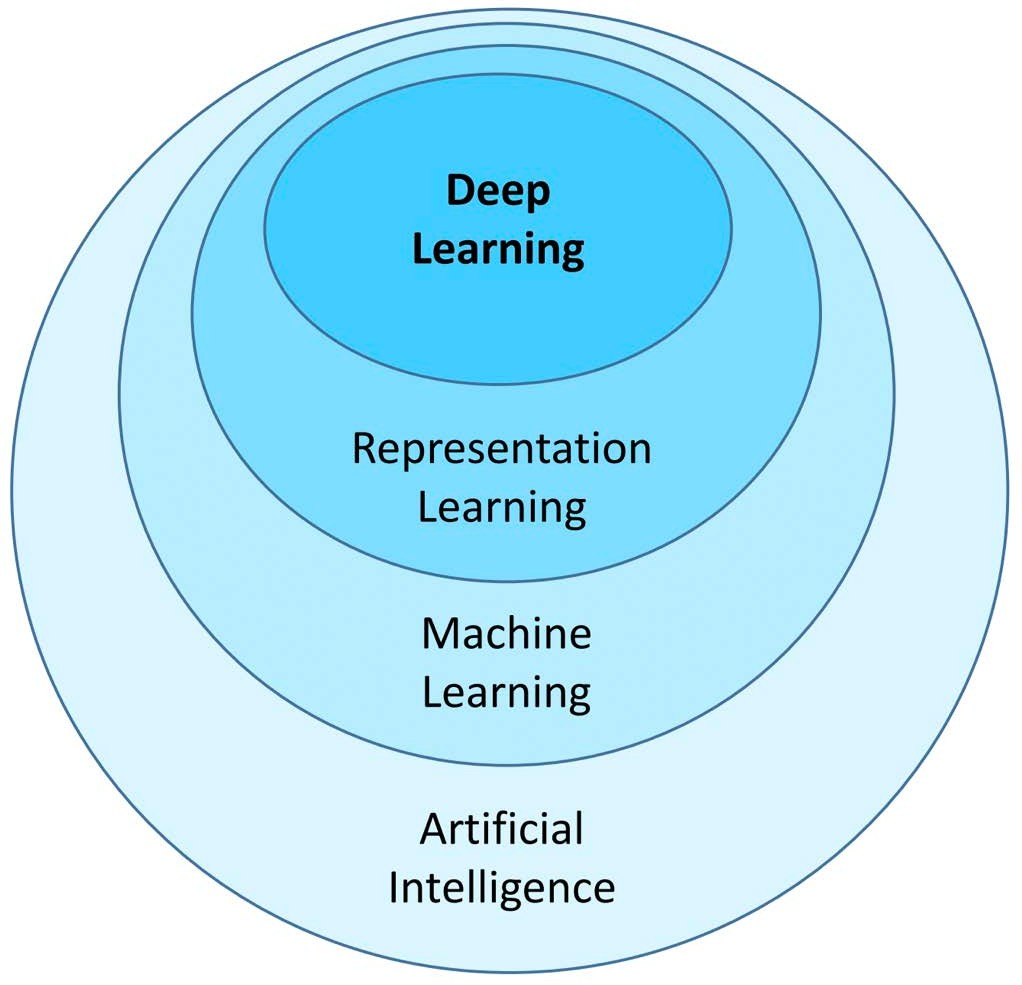 Deep
Learning
Representation
Learning
Machine
Learning
Artificial
Intelligence